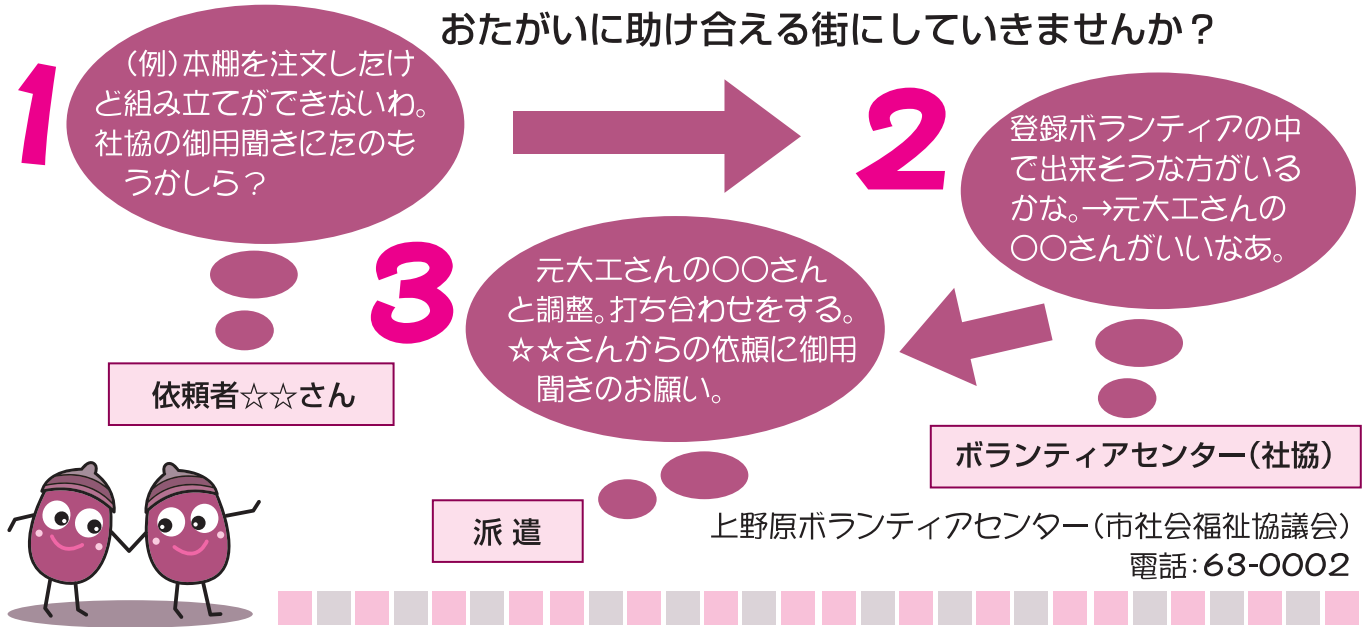 おたがいに助け合える街にしていきませんか？
1
（例）本棚を注文したけ
ど組み立てができないわ。
社協の御用聞きにたのも
うかしら？
依頼者☆☆さん
2
登録ボランティアの中
で出来そうな方がいる
かな。→元大工さんの
〇〇さんがいいなあ。
ボランティアセンター（社協）
3
元大工さんの〇〇さん
と調整。打ち合わせをする。
☆☆さんからの依頼に御用
聞きのお願い。
派遣
上野原ボランティアセンター（市社会福祉協議会）
電話：63-0002